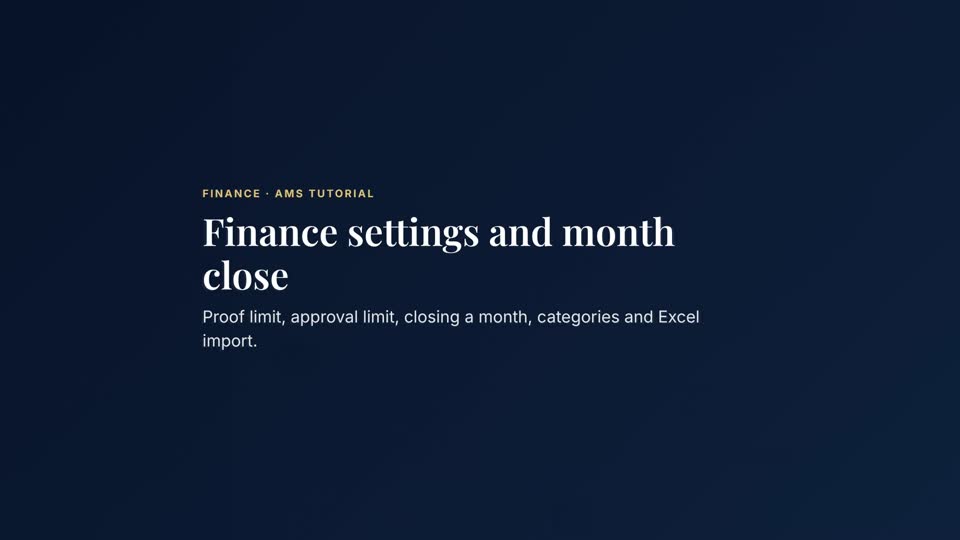 FINANCE · AMS TUTORIAL
Finance settings and month
close
Proof limit, approval limit, closing a month, categories and Excel
import.